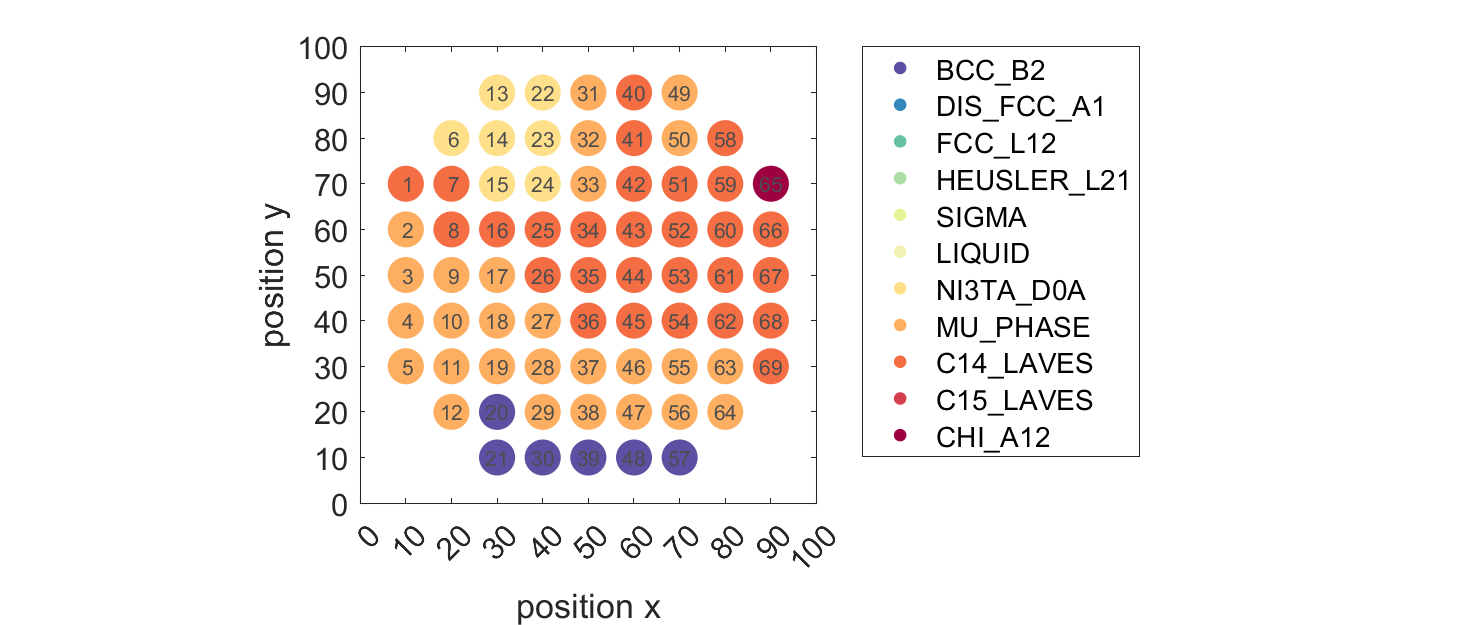 100
90
80
70
60
50
40
30
20
10
0
position y
13 22 31 40 49
6 14 23 32 41 50 58
1 7 15 24 33 42 51 59 65
2 8 16 25 34 43 52 60 66
3 9 17 26 35 44 53 61 67
4 10 18 27 36 45 54 62 68
5 11 19 28 37 46 55 63 69
12 20 29 38 47 56 64
21 30 39 48 57
0 10 20 30 40 50 60 70 80 90 100
position x
BCC_B2
DIS_FCC_A1
FCC_L12
HEUSLER_L21
SIGMA
LIQUID
NI3TA_D0A
MU_PHASE
C14_LAVES
C15_LAVES
CHI_A12